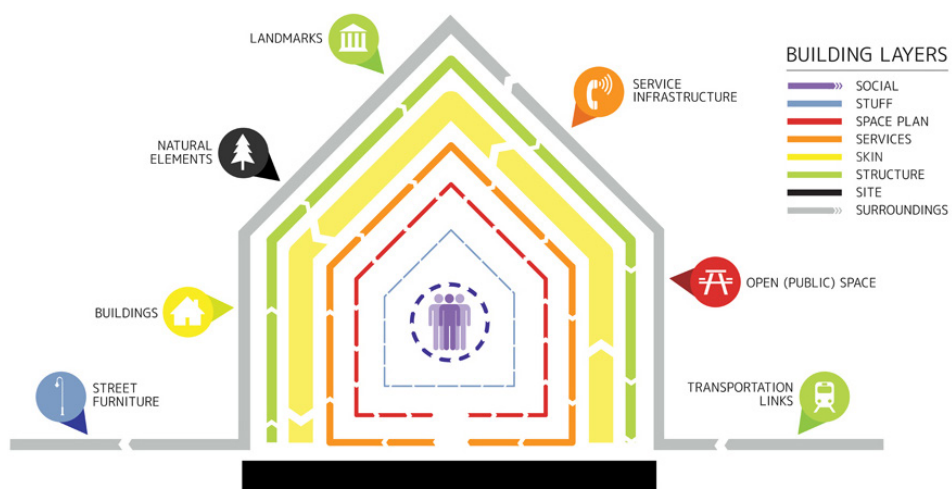 LANDMARKS
SERVICE
INFRASTRUCTURE
NATURAL
ELEMENTS
BUILDINGS
OPEN (PUBLIC) SPACE
STREET
FURNITURE
TRANSPORTATION
LINKS
BUILDING LAYERS
SOCIAL
STUFF
SPACE PLAN
SERVICES
SKIN
STRUCTURE
SITE
SURROUNDINGS